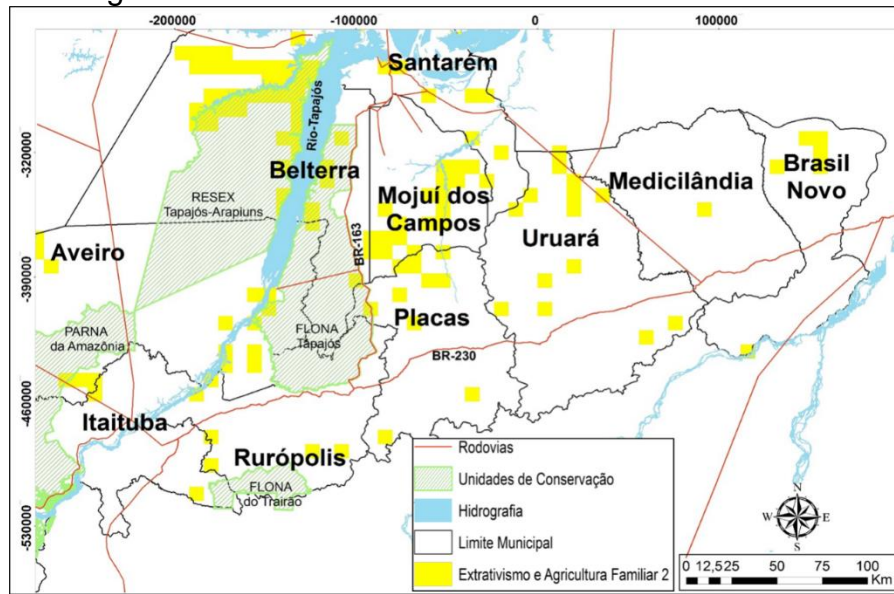 -200000 -100000 0 100000
Santarém
Rio-Tapajós
-320000
Belterra
Brasil
Novo
Medicilândia
RESEX
Tapajós-Arapiuns
Mojuí dos
Campos
Uruará
BR-163
Aveiro
-390000
Placas
PARNA
da Amazônia
FLONA
Tapajós
BR-230
-460000
Itaituba
Rurópolis
FLONA
do Trairão
-530000
Rodovias
Unidades de Conservação
Hidrografia
Limite Municipal
Extrativismo e Agricultura Familiar 2
N
W E
S
0 12,525 50 75 100
Km